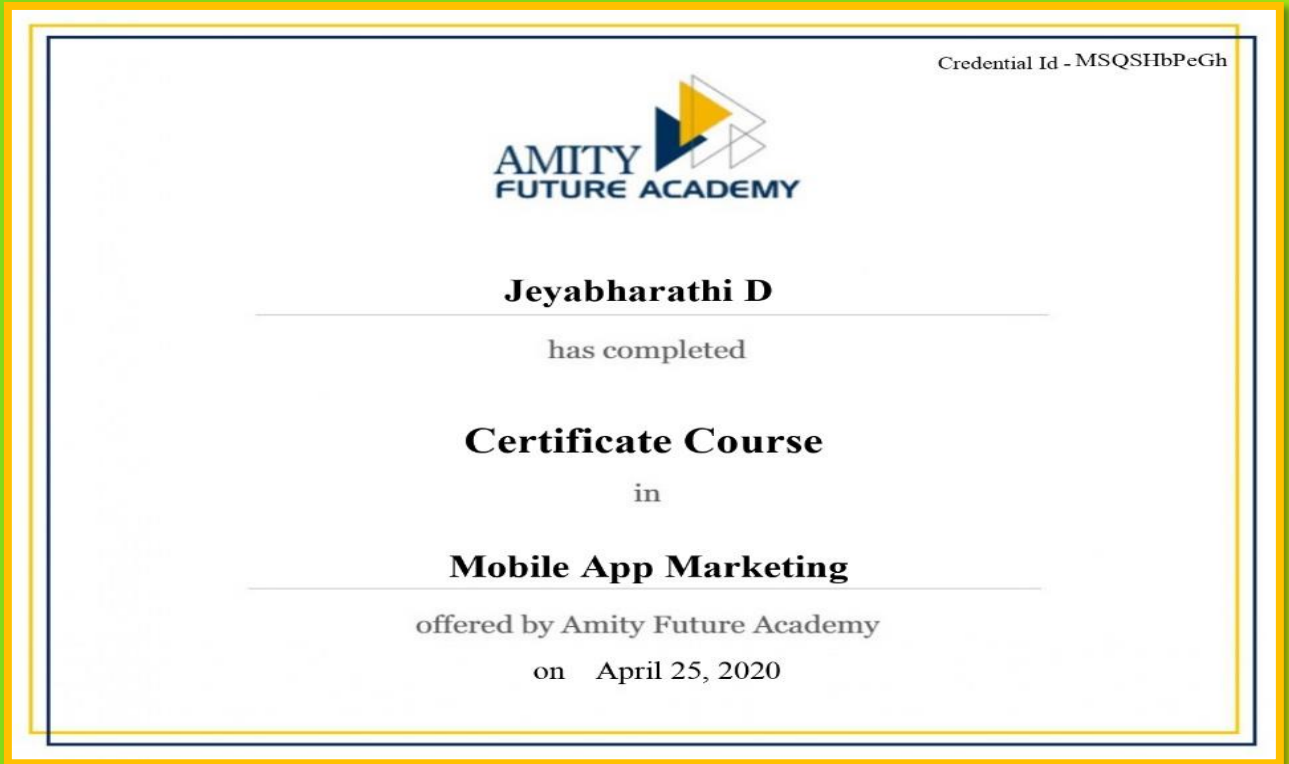 Credential Id - MSQSHbPeGh
AMITY
FUTURE ACADEMY
Jeyabharathi D
has completed
Certificate Course
in
Mobile App Marketing
offered by Amity Future Academy
on April 25, 2020